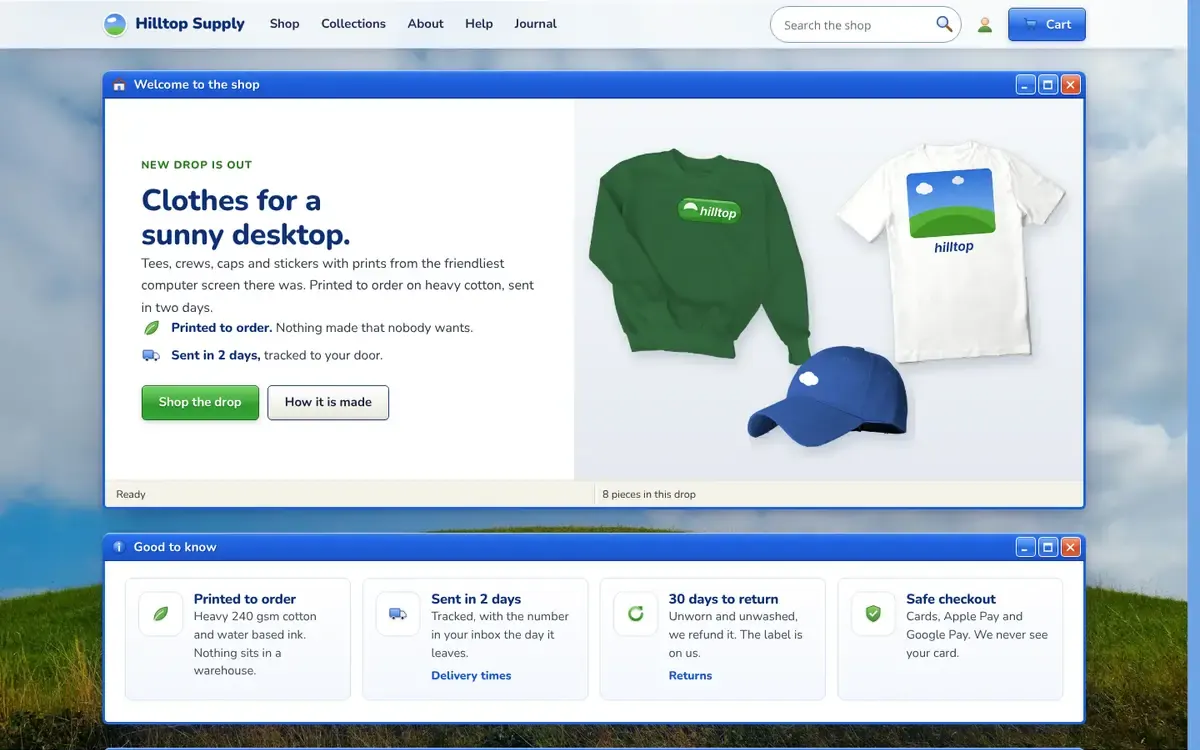 Hilltop Supply
Shop
Collections
About
Help
Journal
Search the shop
Cart
Welcome to the shop
NEW DROP IS OUT
Clothes for a
sunny desktop.
Tees, crews, caps and stickers with prints from the friendliest
computer screen there was. Printed to order on heavy cotton, sent
in two days.
Printed to order. Nothing made that nobody wants.
Sent in 2 days, tracked to your door.
Shop the drop
How it is made
hilltop
hilltop
Ready
8 pieces in this drop
Good to know
Printed to order
Heavy 240 gsm cotton
and water based ink.
Nothing sits in a
warehouse.
Sent in 2 days
Tracked, with the number
in your inbox the day it
leaves.
Delivery times
30 days to return
Unworn and unwashed,
we refund it. The label is
on us.
Returns
Safe checkout
Cards, Apple Pay and
Google Pay. We never see
your card.